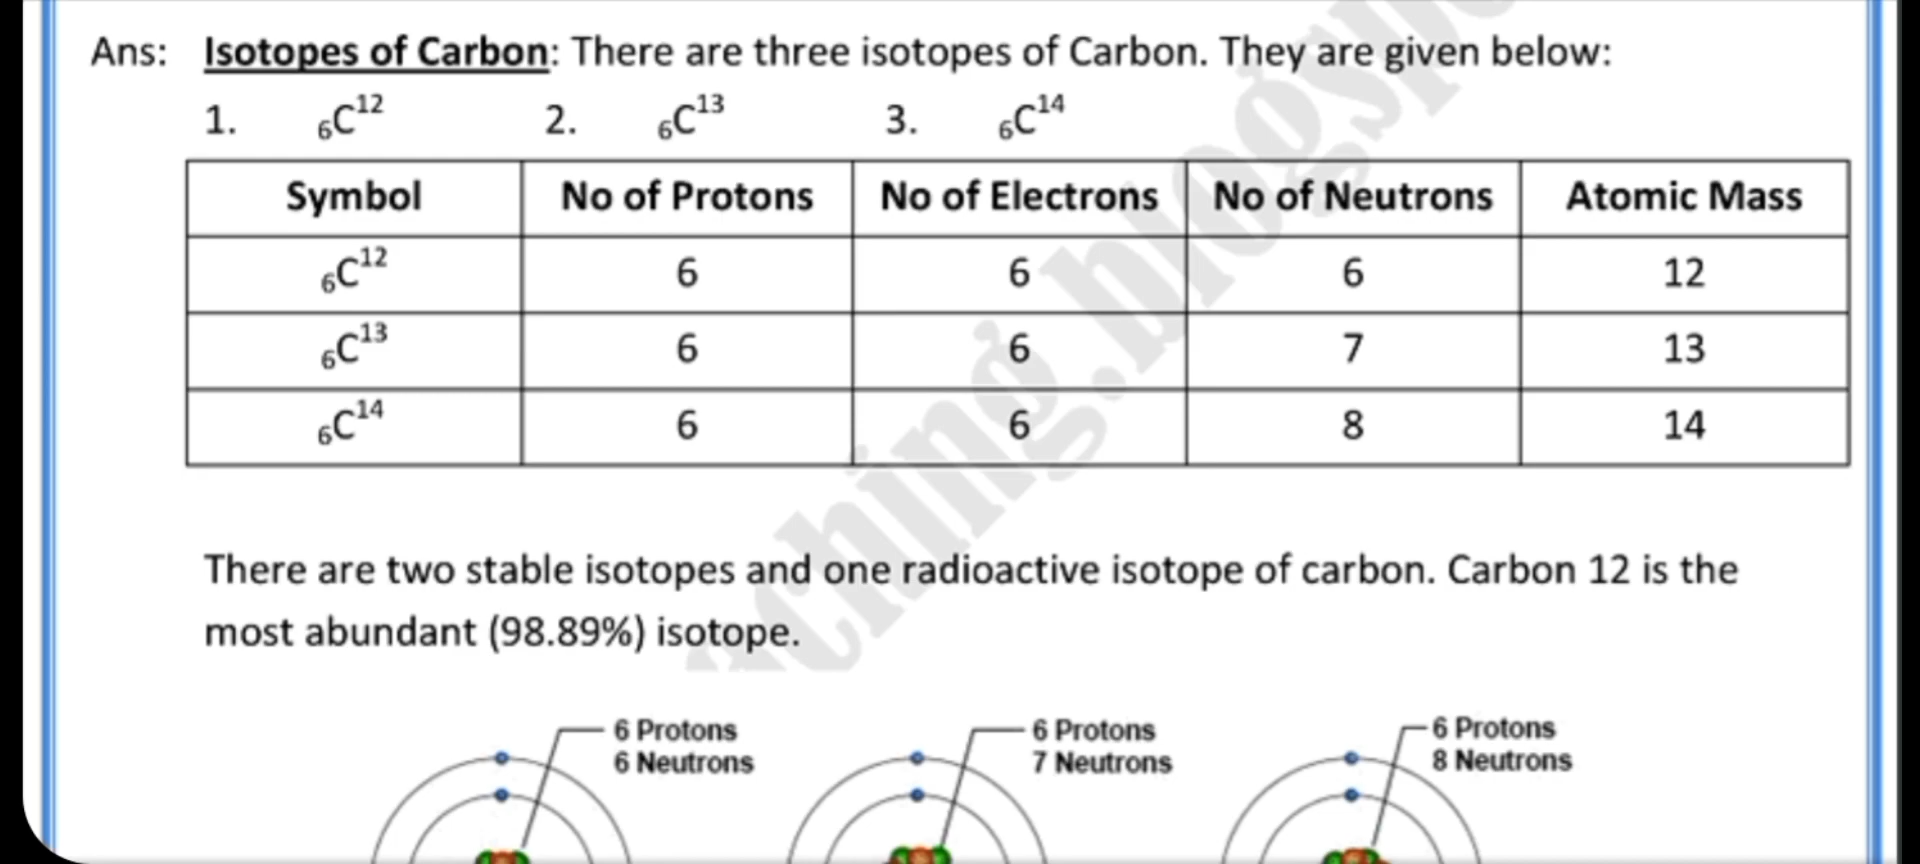 Ans: Isotopes of Carbon: There are three isotopes of Carbon. They are given below:
1. ₆C¹² 2. ₆C¹³ 3. ₆C¹⁴
Symbol No of Protons No of Electrons No of Neutrons Atomic Mass
₆C¹² 6 6 6 12
₆C¹³ 6 6 7 13
₆C¹⁴ 6 6 8 14
There are two stable isotopes and one radioactive isotope of carbon. Carbon 12 is the
most abundant (98.89%) isotope.
6 Protons
6 Neutrons
6 Protons
7 Neutrons
6 Protons
8 Neutrons